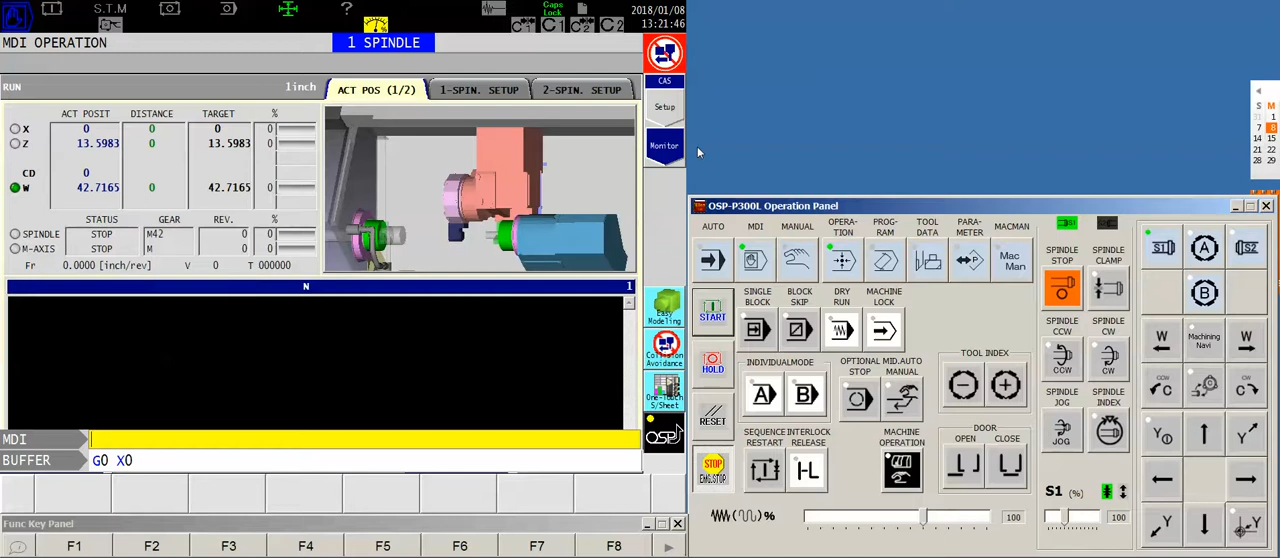 S.T.M
?
Caps Lock
2018/01/08
13:21:46
MDI OPERATION
1 SPINDLE
RUN
1inch
ACT POS (1/2)
1-SPIN. SETUP
2-SPIN. SETUP
CAS
Setup
Monitor
ACT POSIT DISTANCE TARGET %
X 0 0 0 0
Z 13.5983 0 13.5983 0
CD 0
W 42.7165 0 42.7165 0
STATUS GEAR REV. %
SPINDLE STOP M42 0 0
M-AXIS STOP M 0 0
Fr 0.0000 [inch/rev] V 0 T 000000
N 1
Easy Modeling
Collision Avoidance
One-Touch S/Sheet
OSP
MDI
BUFFER G0 X0
Func Key Panel
F1 F2 F3 F4 F5 F6 F7 F8
S M
31 1
7 8
14 15
21 22
28 29
OSP-P300L Operation Panel
AUTO
MDI
MANUAL
OPERA-TION
PROG-RAM
TOOL DATA
PARA-METER
MACMAN
Mac Man
S1
SPINDLE STOP
SPINDLE CLAMP
S1
A
S2
B
START
SINGLE BLOCK
BLOCK SKIP
DRY RUN
MACHINE LOCK
SPINDLE CCW
SPINDLE CW
CCW
CW
W
Machining Navi
W
HOLD
INDIVIDUALMODE
A
B
OPTIONAL STOP
MID.AUTO MANUAL
TOOL INDEX
CCW C
CW C
RESET
SPINDLE JOG
SPINDLE INDEX
JOG
SEQUENCE RESTART
INTERLOCK RELEASE
MACHINE OPERATION
DOOR
OPEN
CLOSE
Y
Y
STOP
EMG.STOP
S1 (%)
%
100
100
Y
Y